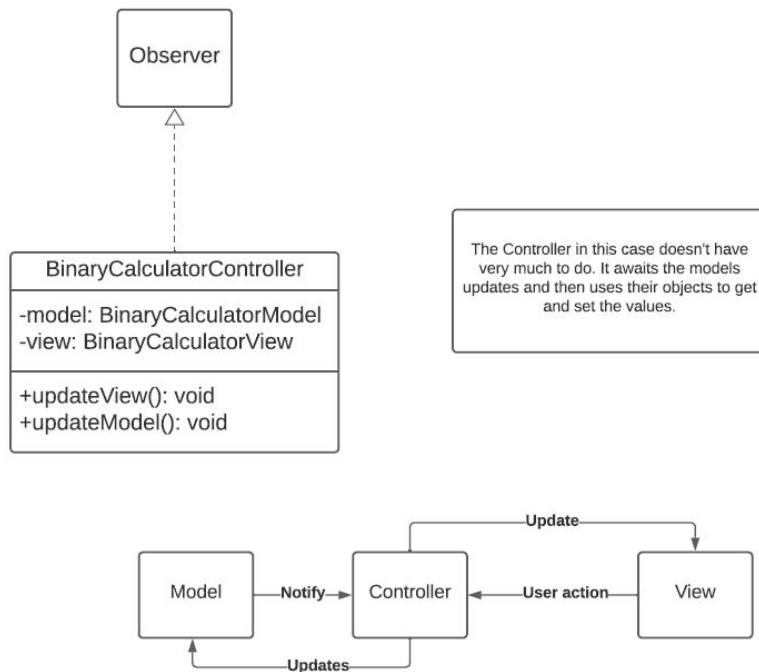 Observer
BinaryCalculatorController
-model: BinaryCalculatorModel
-view: BinaryCalculatorView
+updateView(): void
+updateModel(): void
The Controller in this case doesn't have
very much to do. It awaits the models
updates and then uses their objects to get
and set the values.
Update
Model
Notify
Controller
User action
View
Updates